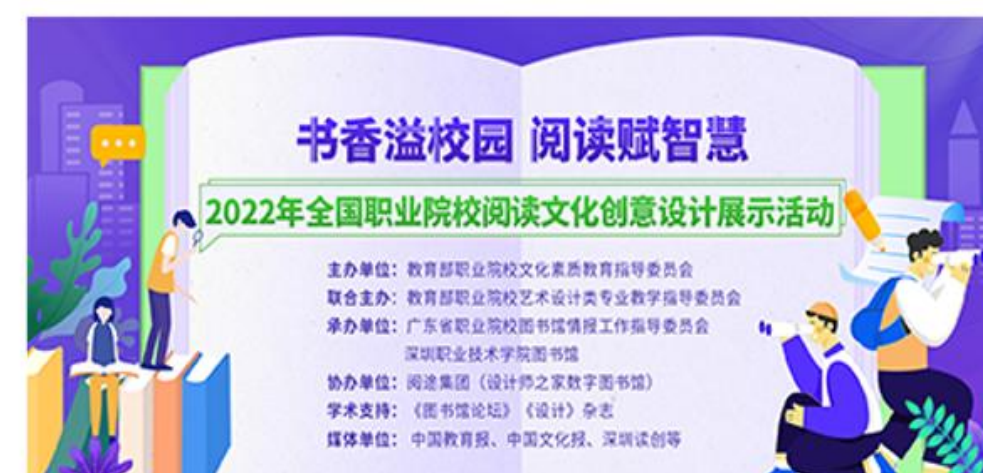 书香溢校园 阅读赋智慧
2022年全国职业院校阅读文化创意设计展示活动
主办单位：教育部职业院校文化素质教育指导委员会
联合主办：教育部职业院校艺术设计类专业教学指导委员会
承办单位：广东省职业院校图书馆情报工作指导委员会
深圳职业技术学院图书馆
协办单位：阅途集团（设计师之家数字图书馆）
学术支持：《图书馆论坛》《设计》杂志
媒体单位：中国教育报、中国文化报、深圳读创等